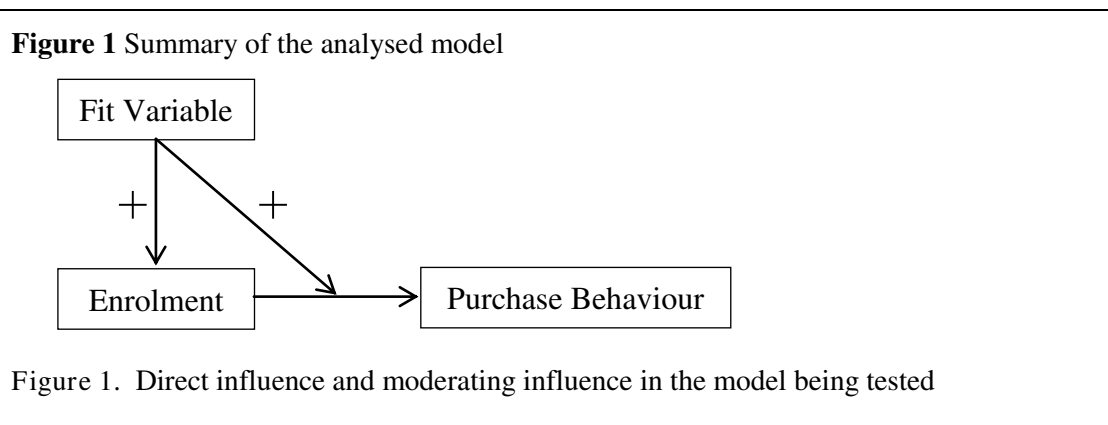 Figure 1 Summary of the analysed model
Fit Variable
+ +
Enrolment Purchase Behaviour
Figure 1. Direct influence and moderating influence in the model being tested